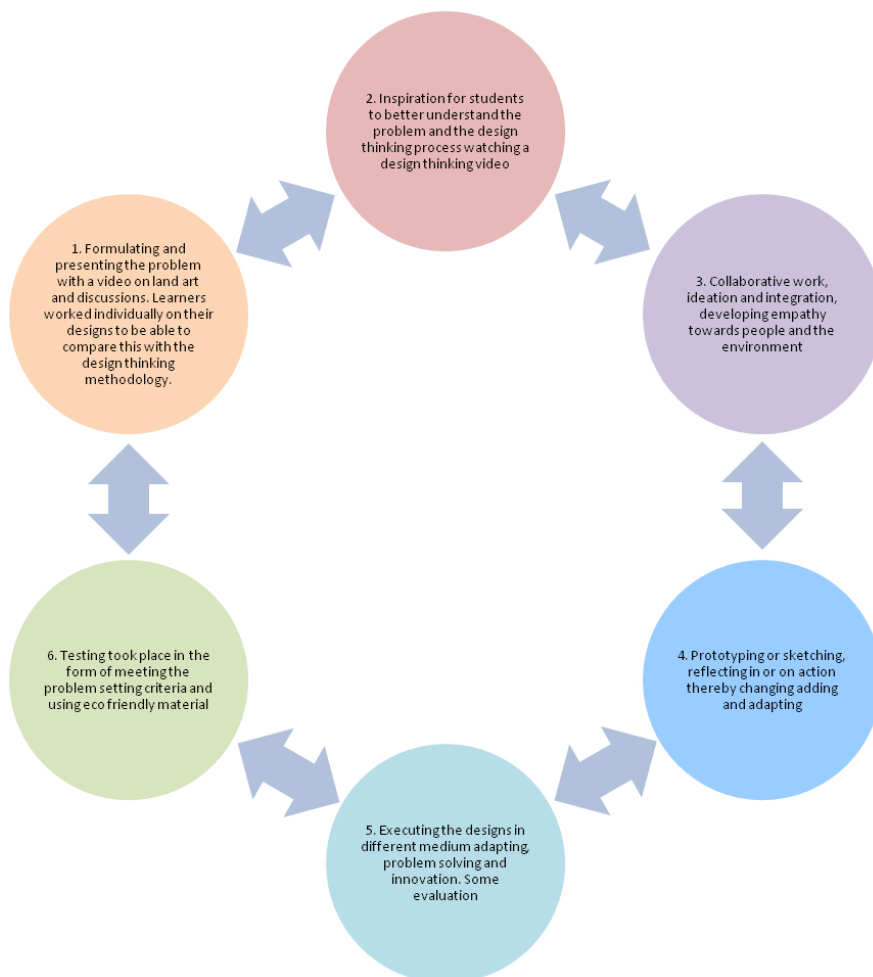 2. Inspiration for students
to better understand the
problem and the design
thinking process watching a
design thinking video
1. Formulating and
presenting the problem
with a video on land art
and discussions. Learners
worked individually on their
designs to be able to
compare this with the
design thinking
methodology.
3. Collaborative work,
ideation and integration,
developing empathy
towards people and the
environment
6. Testing took place in the
form of meeting the
problem setting criteria and
using eco friendly material
4. Prototyping or sketching,
reflecting in or on action
thereby changing adding
and adapting
5. Executing the designs in
different medium adapting,
problem solving and
innovation. Some
evaluation